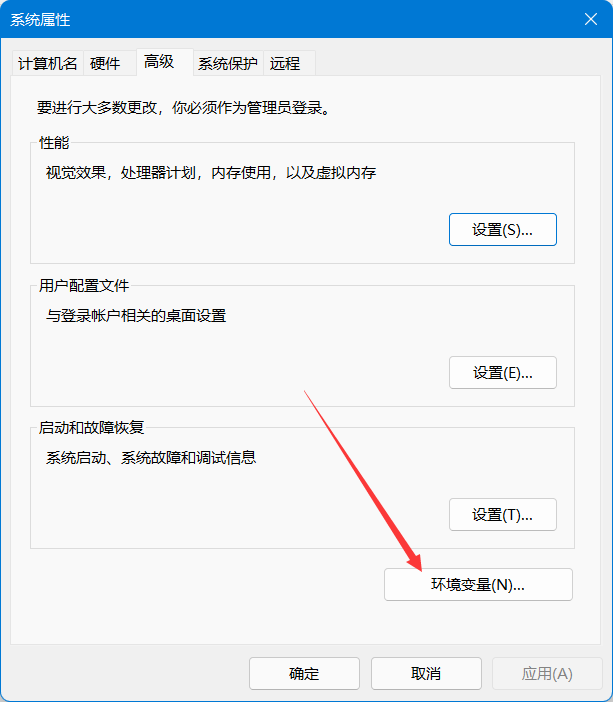 系统属性
计算机名 硬件 高级 系统保护 远程
要进行大多数更改，你必须作为管理员登录。
性能
视觉效果，处理器计划，内存使用，以及虚拟内存
设置(S)...
用户配置文件
与登录帐户相关的桌面设置
设置(E)...
启动和故障恢复
系统启动、系统故障和调试信息
设置(T)...
环境变量(N)...
确定 取消 应用(A)